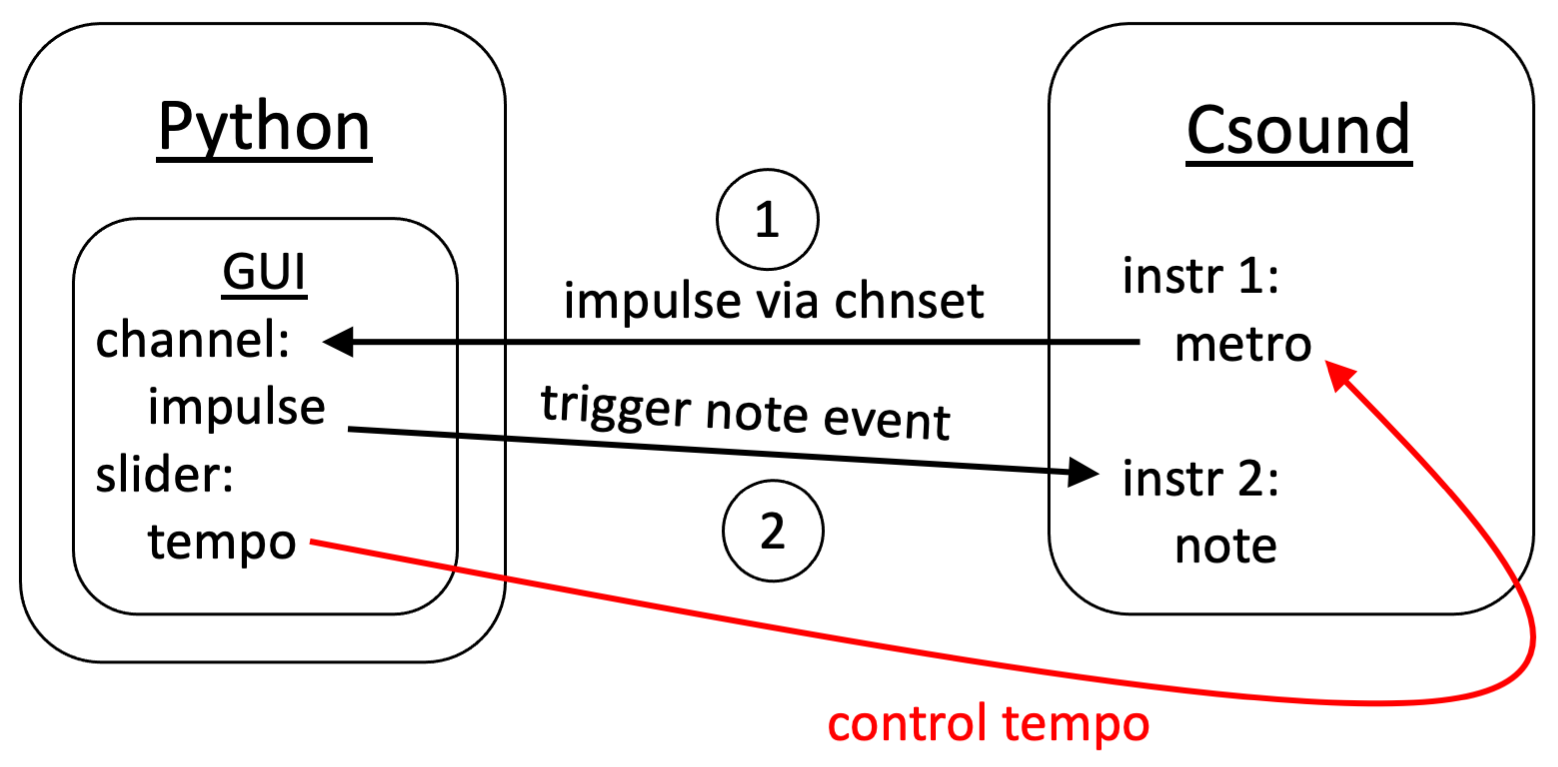 Python
GUI
channel:
impulse
slider:
tempo
1
impulse via chnset
trigger note event
2
control tempo
Csound
instr 1:
metro
instr 2:
note